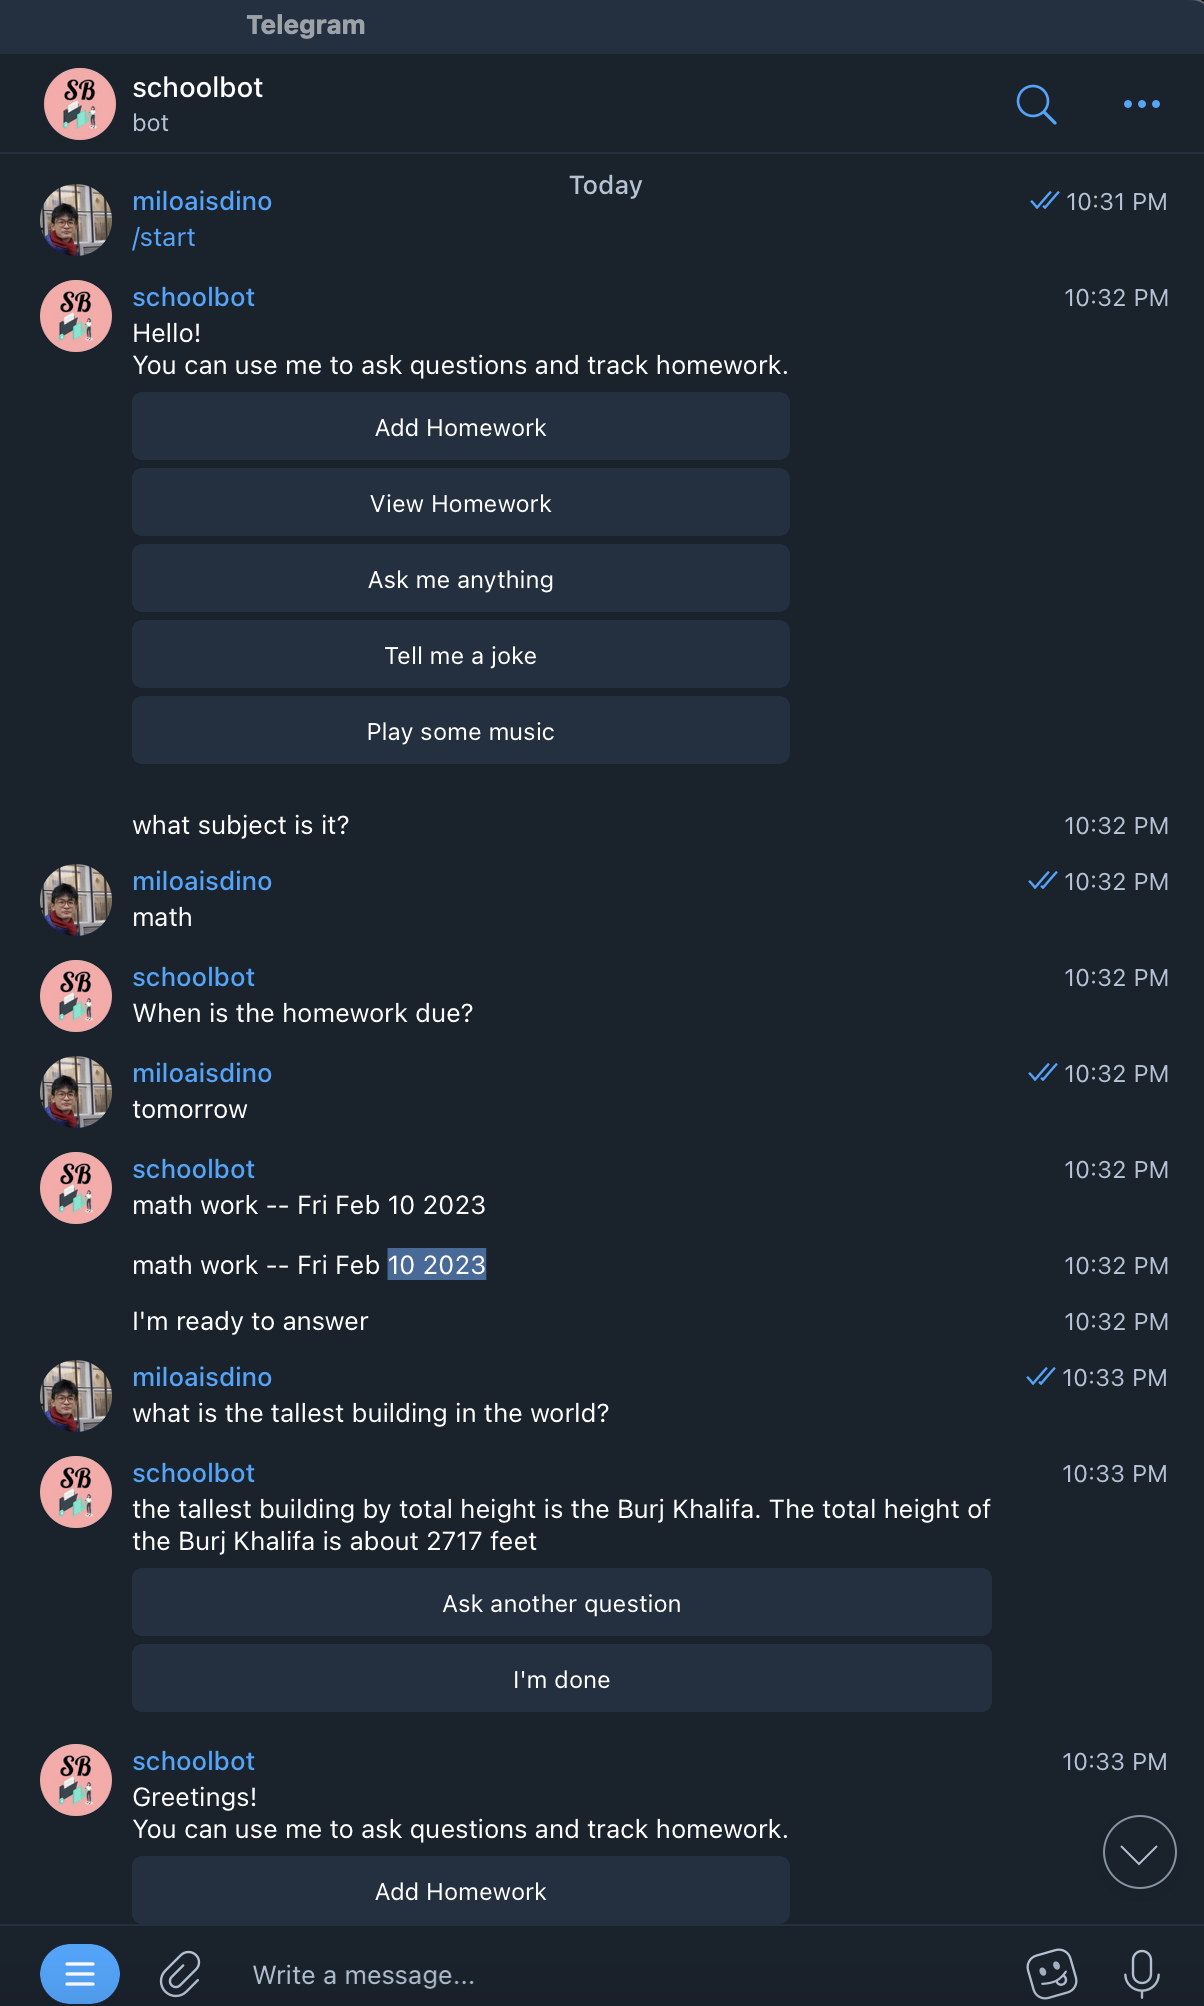 Telegram
SB
schoolbot
bot
Today
miloaisdino
10:31 PM
/start
SB
schoolbot
10:32 PM
Hello!
You can use me to ask questions and track homework.
Add Homework
View Homework
Ask me anything
Tell me a joke
Play some music
what subject is it?
10:32 PM
miloaisdino
10:32 PM
math
SB
schoolbot
10:32 PM
When is the homework due?
miloaisdino
10:32 PM
tomorrow
SB
schoolbot
10:32 PM
math work -- Fri Feb 10 2023
math work -- Fri Feb 10 2023
10:32 PM
I'm ready to answer
10:32 PM
miloaisdino
10:33 PM
what is the tallest building in the world?
SB
schoolbot
10:33 PM
the tallest building by total height is the Burj Khalifa. The total height of
the Burj Khalifa is about 2717 feet
Ask another question
I'm done
SB
schoolbot
10:33 PM
Greetings!
You can use me to ask questions and track homework.
Add Homework
Write a message...